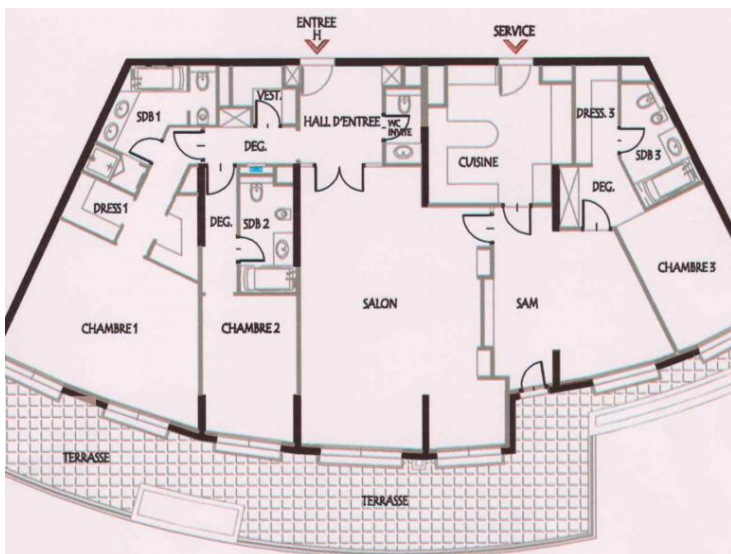 ENTREE
H
SERVICE
SDB 1
VEST.
HALL D'ENTREE
WC
INVITE
DEG.
CUISINE
DRESS. 3
SDB 3
DEG.
DRESS 1
DEG.
SDB 2
CHAMBRE 3
SALON
SAM
CHAMBRE 1
CHAMBRE 2
TERRASSE
TERRASSE